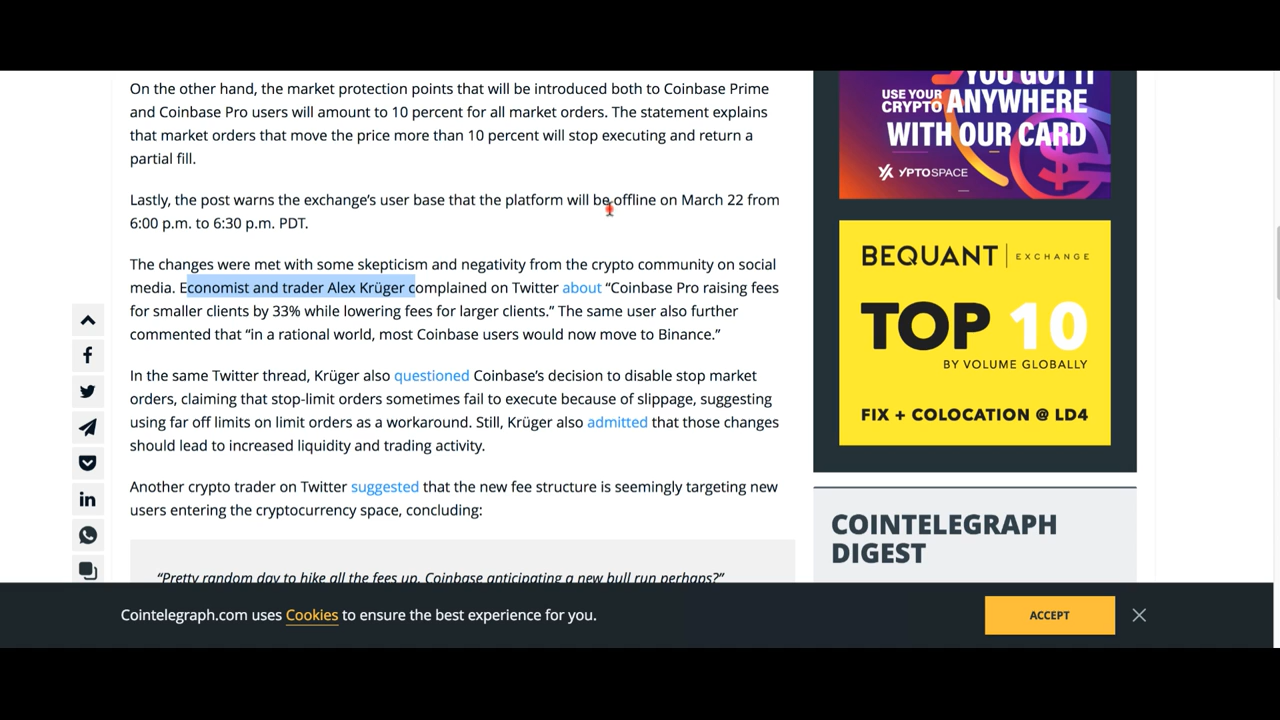 On the other hand, the market protection points that will be introduced both to Coinbase Prime
and Coinbase Pro users will amount to 10 percent for all market orders. The statement explains
that market orders that move the price more than 10 percent will stop executing and return a
partial fill.
Lastly, the post warns the exchange’s user base that the platform will be offline on March 22 from
6:00 p.m. to 6:30 p.m. PDT.
The changes were met with some skepticism and negativity from the crypto community on social
media. Economist and trader Alex Krüger complained on Twitter about “Coinbase Pro raising fees
for smaller clients by 33% while lowering fees for larger clients.” The same user also further
commented that “in a rational world, most Coinbase users would now move to Binance.”
In the same Twitter thread, Krüger also questioned Coinbase’s decision to disable stop market
orders, claiming that stop-limit orders sometimes fail to execute because of slippage, suggesting
using far off limits on limit orders as a workaround. Still, Krüger also admitted that those changes
should lead to increased liquidity and trading activity.
Another crypto trader on Twitter suggested that the new fee structure is seemingly targeting new
users entering the cryptocurrency space, concluding:
“Pretty random day to hike all the fees up. Coinbase anticipating a new bull run perhaps?”
YOU GOT IT
USE YOUR CRYPTO ANYWHERE
WITH OUR CARD
YPTOSPACE
BEQUANT | EXCHANGE
TOP 10
BY VOLUME GLOBALLY
FIX + COLOCATION @ LD4
COINTELEGRAPH
DIGEST
Cointelegraph.com uses Cookies to ensure the best experience for you.
ACCEPT